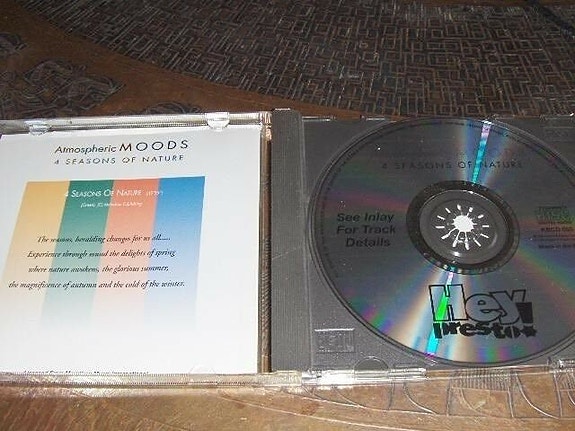 Atmospheric MOODS
4 SEASONS OF NATURE
4 SEASONS OF NATURE
The seasons, heralding changes for us all.....
Experience through sound the delights of spring
where nature awakens, the glorious summer,
the magnificence of autumn and the cold of the winter.
4 SEASONS OF NATURE
See Inlay
For Track
Details
Hey
presto